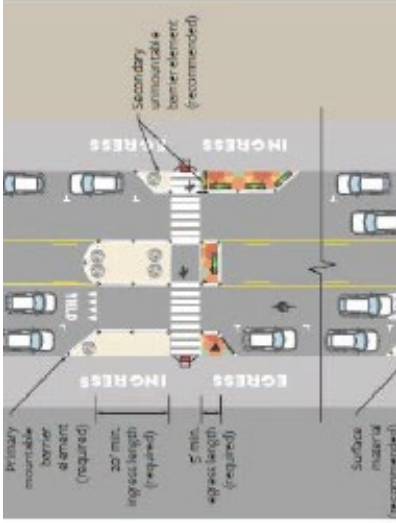 Secondary
unmountable
barrier element
(recommended)
EGRESS
INGRESS
YIELD
INGRESS
EGRESS
Primary
mountable
barrier
element
(required)
20' min.
ingress length
(required)
5' min.
egress length
(required)
Surface
material
(recommended)